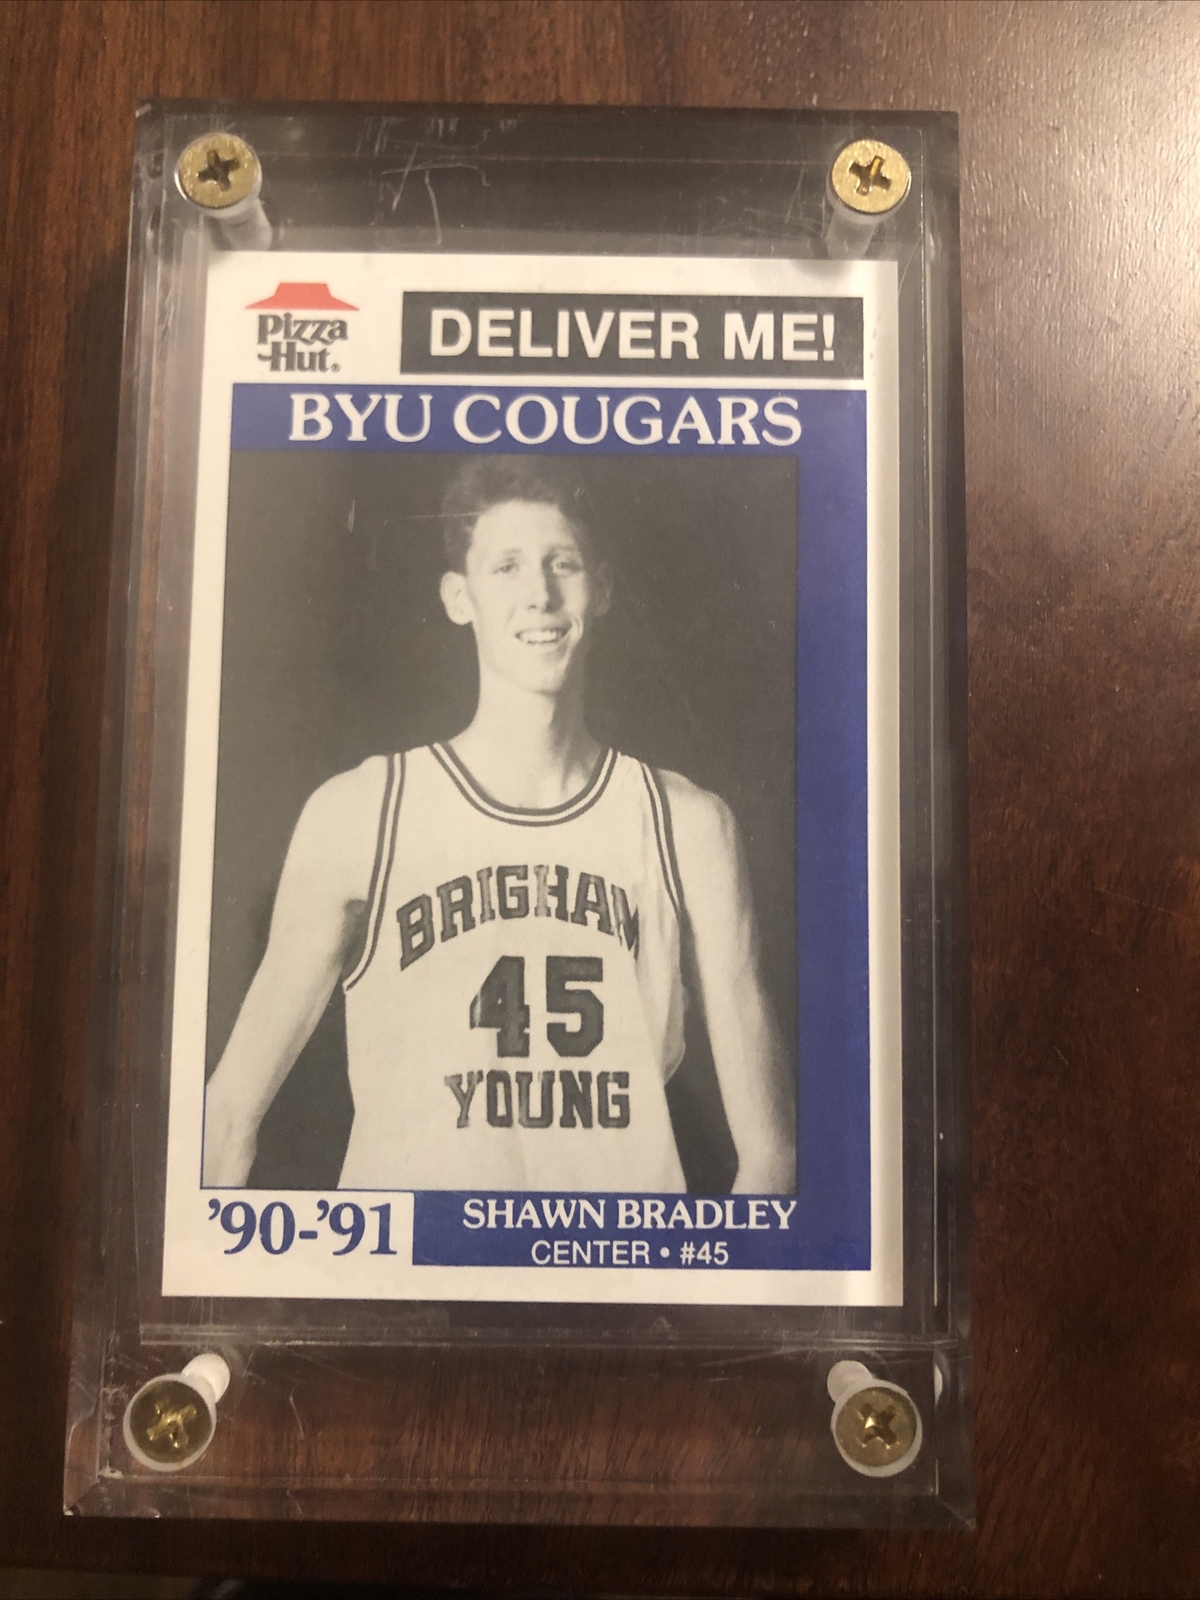 Pizza
Hut®
DELIVER ME!
BYU COUGARS
BRIGHAM
45
YOUNG
'90-'91
SHAWN BRADLEY
CENTER • #45